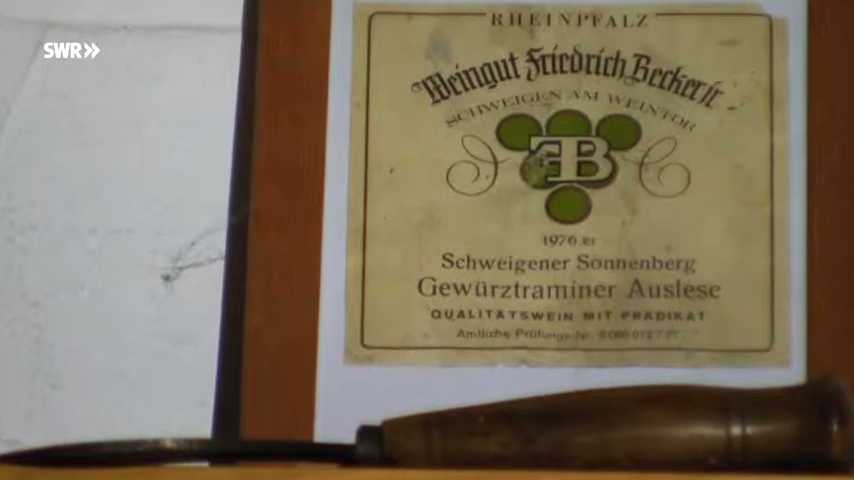 SWR»
RHEINPFALZ
Weingut Friedrich Becker jr.
SCHWEIGEN AM WEINTOR
FB
1976 er
Schweigener Sonnenberg
Gewürztraminer Auslese
QUALITÄTSWEIN MIT PRÄDIKAT
Amtliche Prüfungs-Nr.